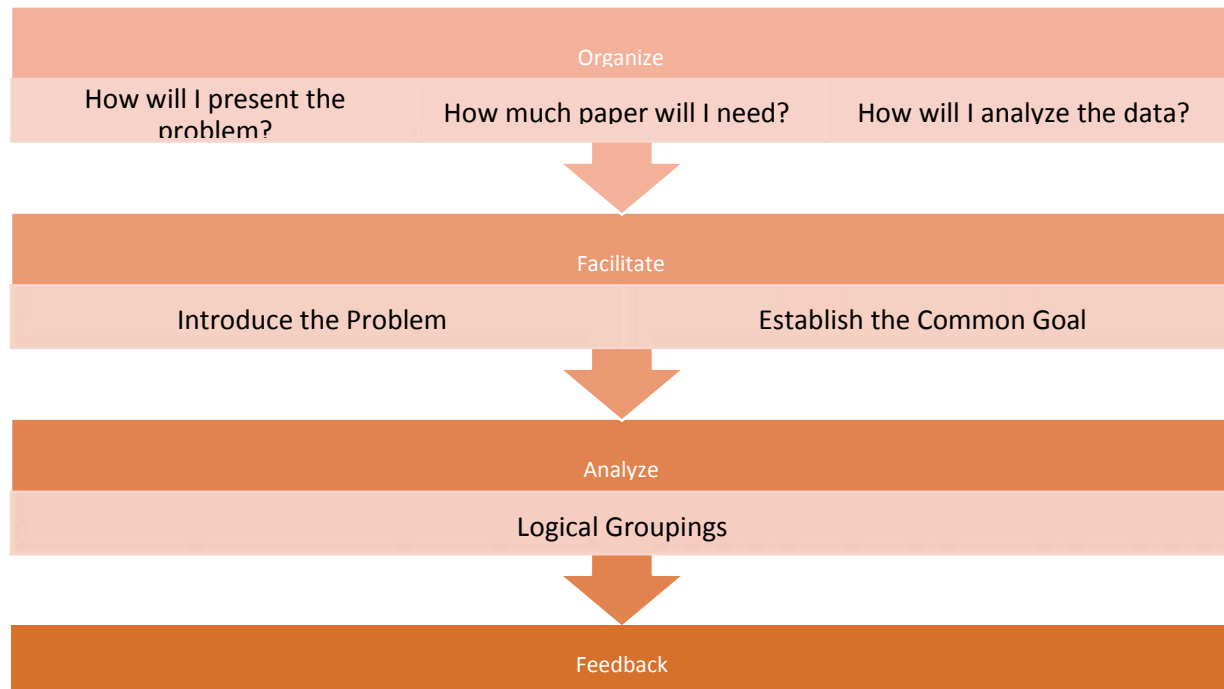 Organize
How will I present the
problem?
How much paper will I need?
How will I analyze the data?
Facilitate
Introduce the Problem
Establish the Common Goal
Analyze
Logical Groupings
Feedback